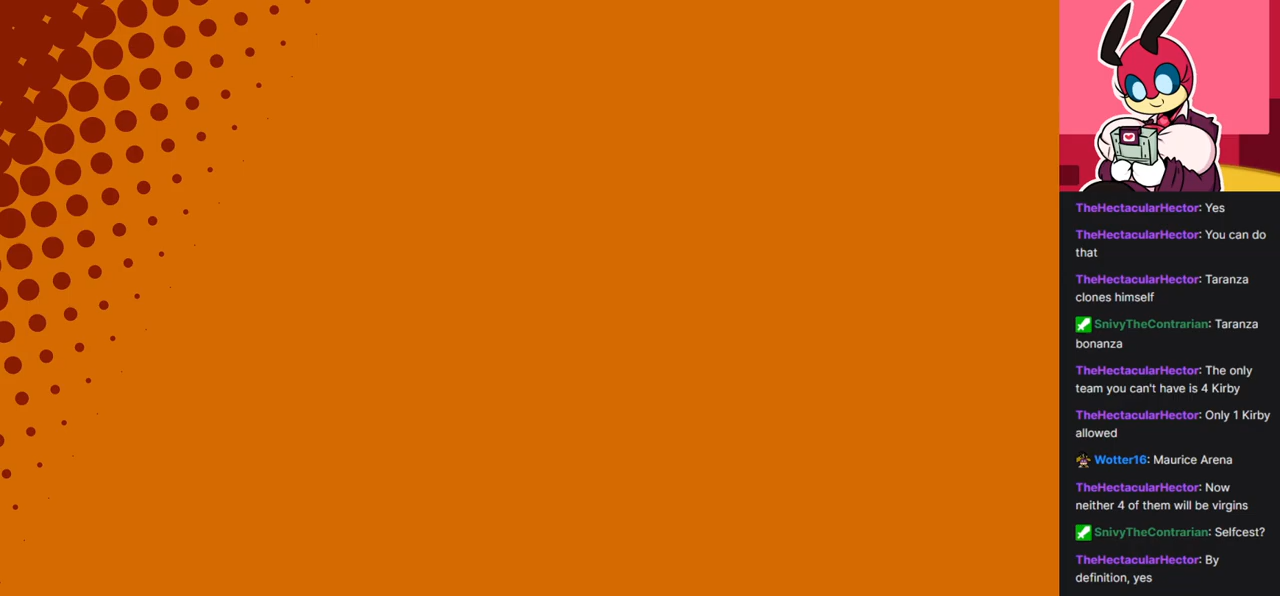 TheHectacularHector: Yes
TheHectacularHector: You can do
that
TheHectacularHector: Taranza
clones himself
SnivyTheContrarian: Taranza
bonanza
TheHectacularHector: The only
team you can't have is 4 Kirby
TheHectacularHector: Only 1 Kirby
allowed
Wotter16: Maurice Arena
TheHectacularHector: Now
neither 4 of them will be virgins
SnivyTheContrarian: Selfcest?
TheHectacularHector: By
definition, yes